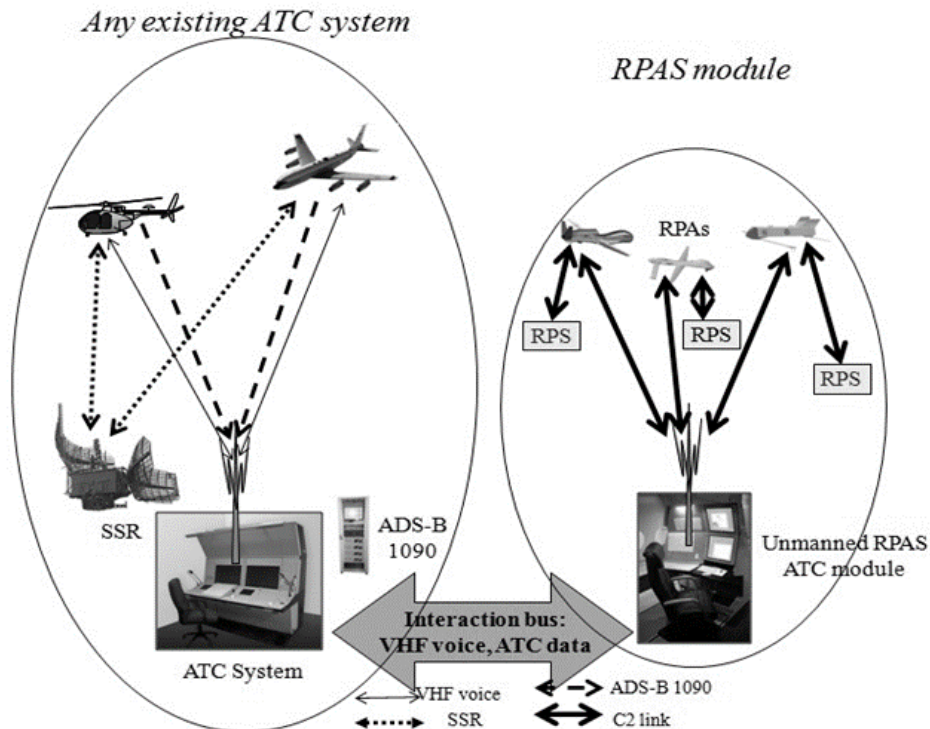 Any existing ATC system
RPAS module
RPAs
RPS
RPS
RPS
SSR
ADS-B
1090
Unmanned RPAS
ATC module
Interaction bus:
VHF voice, ATC data
ATC System
VHF voice
ADS-B 1090
SSR
C2 link